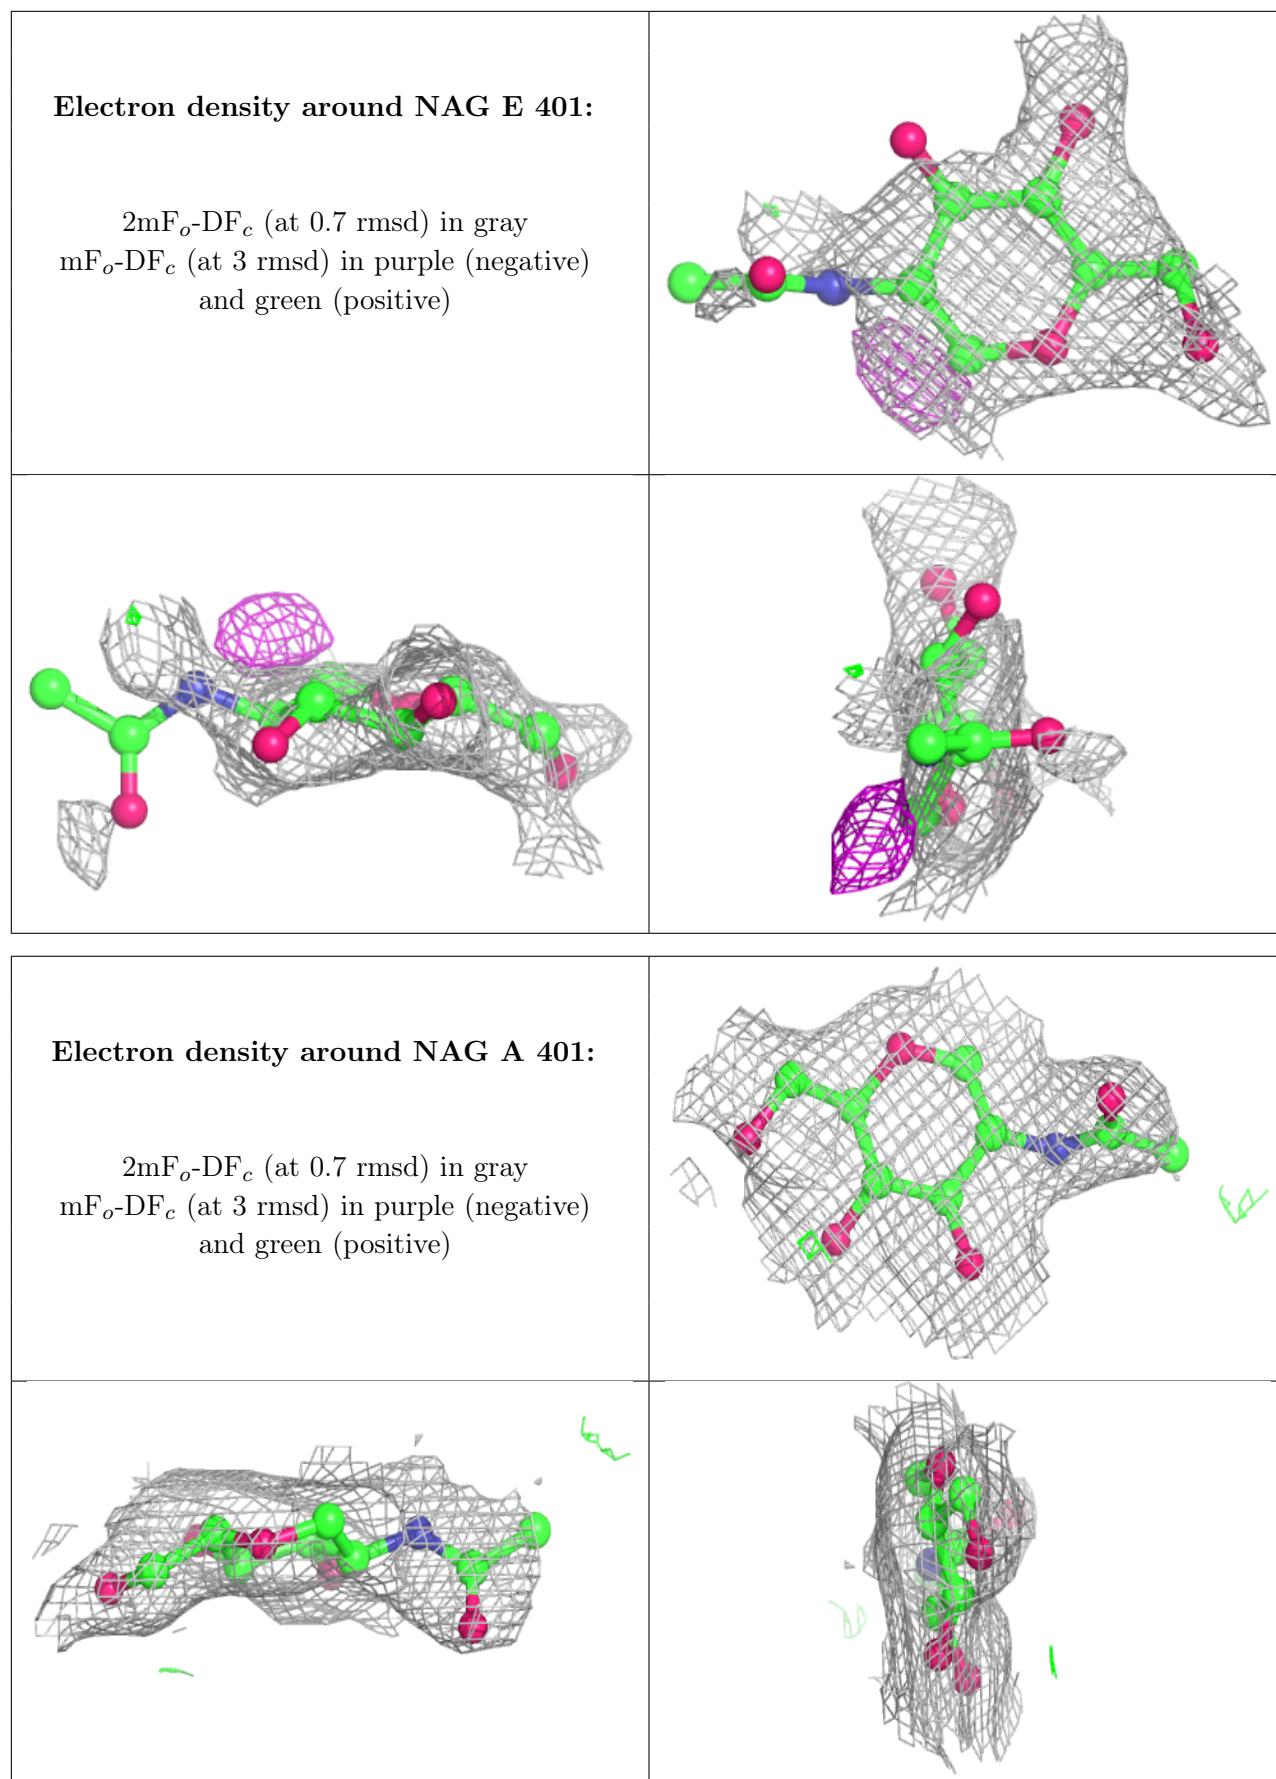 Electron density around NAG E 401:
2mFₒ-DF𝒸 (at 0.7 rmsd) in gray
mFₒ-DF𝒸 (at 3 rmsd) in purple (negative)
and green (positive)
Electron density around NAG A 401:
2mFₒ-DF𝒸 (at 0.7 rmsd) in gray
mFₒ-DF𝒸 (at 3 rmsd) in purple (negative)
and green (positive)